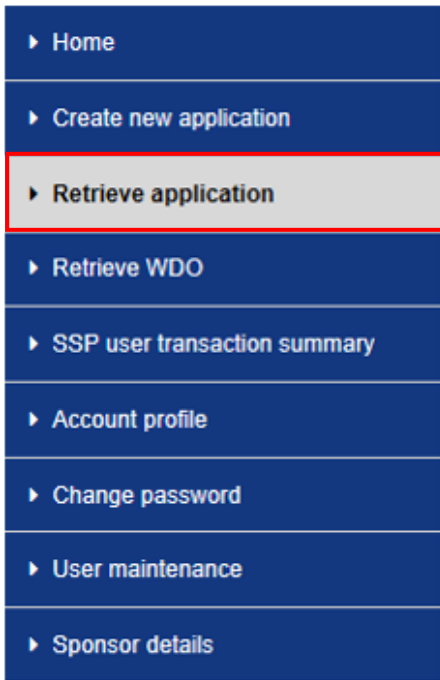 Home
Create new application
Retrieve application
Retrieve WDO
SSP user transaction summary
Account profile
Change password
User maintenance
Sponsor details